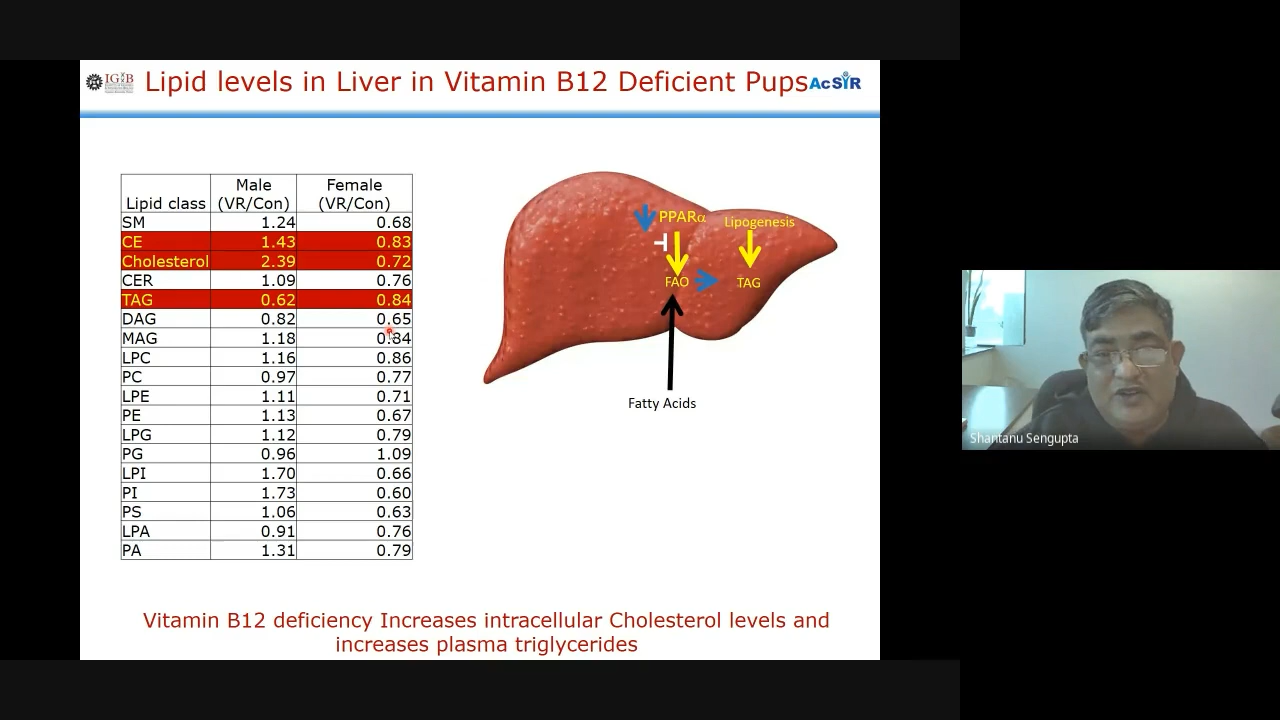 IGIB
Lipid levels in Liver in Vitamin B12 Deficient Pups
AcSIR
Lipid class Male (VR/Con) Female (VR/Con)
SM 1.24 0.68
CE 1.43 0.83
Cholesterol 2.39 0.72
CER 1.09 0.76
TAG 0.62 0.84
DAG 0.82 0.65
MAG 1.18 0.84
LPC 1.16 0.86
PC 0.97 0.77
LPE 1.11 0.71
PE 1.13 0.67
LPG 1.12 0.79
PG 0.96 1.09
LPI 1.70 0.66
PI 1.73 0.60
PS 1.06 0.63
LPA 0.91 0.76
PA 1.31 0.79
PPARα
Lipogenesis
FAO
TAG
Fatty Acids
Shantanu Sengupta
Vitamin B12 deficiency Increases intracellular Cholesterol levels and
increases plasma triglycerides